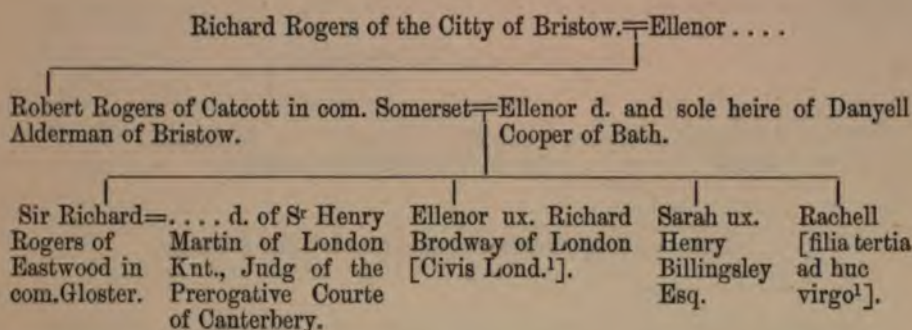 Richard Rogers of the Citty of Bristow.=Ellenor . . . .
Robert Rogers of Catcott in com. Somerset=Ellenor d. and sole heire of Danyell
Alderman of Bristow.
Cooper of Bath.
Sir Richard=. . . . d. of Sʳ Henry
Rogers of Martin of London
Eastwood in Knt., Judg of the
com. Gloster. Prerogative Courte
of Canterbery.
Ellenor ux. Richard
Brodway of London
[Civis Lond.¹].
Sarah ux.
Henry
Billingsley
Esq.
Rachell
[filia tertia
ad huc
virgo¹].